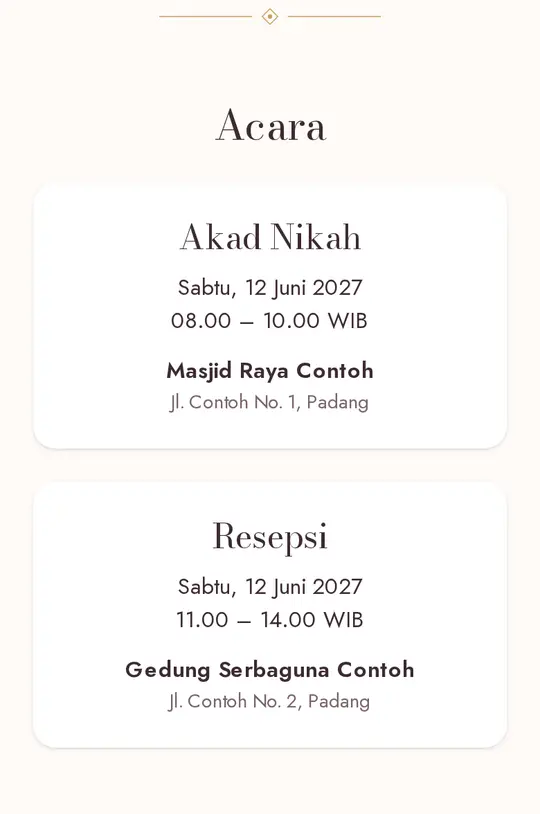 Acara
Akad Nikah
Sabtu, 12 Juni 2027
08.00 – 10.00 WIB
Masjid Raya Contoh
Jl. Contoh No. 1, Padang
Resepsi
Sabtu, 12 Juni 2027
11.00 – 14.00 WIB
Gedung Serbaguna Contoh
Jl. Contoh No. 2, Padang